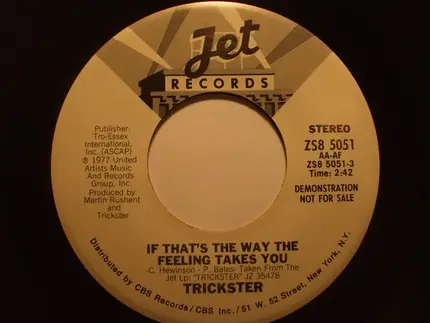 Jet
RECORDS
Publisher:
Tro-Essex
International,
Inc. (ASCAP)
℗ 1977 United
Artists Music
And Records
Group, Inc.
Produced by
Martin Rushent
and Trickster
STEREO
ZS8 5051
AA-AF
ZS8 5051-3
Time: 2:42
DEMONSTRATION
NOT FOR SALE
IF THAT'S THE WAY THE
FEELING TAKES YOU
-C. Hewinson - P. Bates- Taken From The
Jet Lp: "TRICKSTER" JZ 35478
TRICKSTER
Distributed by CBS Records/CBS Inc./51 W. 52 Street, New York, N.Y.